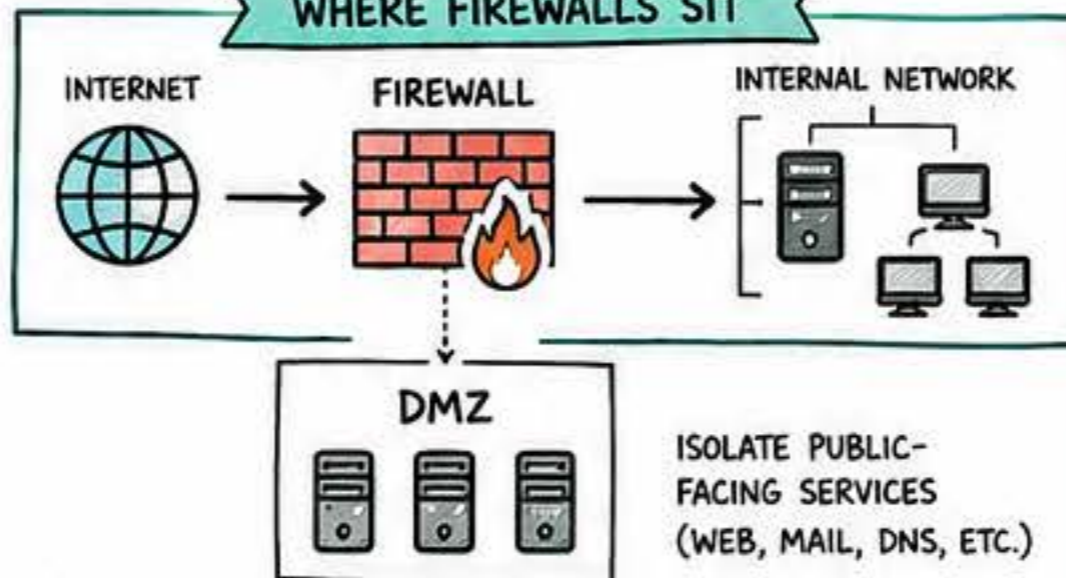 WHERE FIREWALLS SIT
INTERNET
FIREWALL
INTERNAL NETWORK
DMZ
ISOLATE PUBLIC-
FACING SERVICES
(WEB, MAIL, DNS, ETC.)